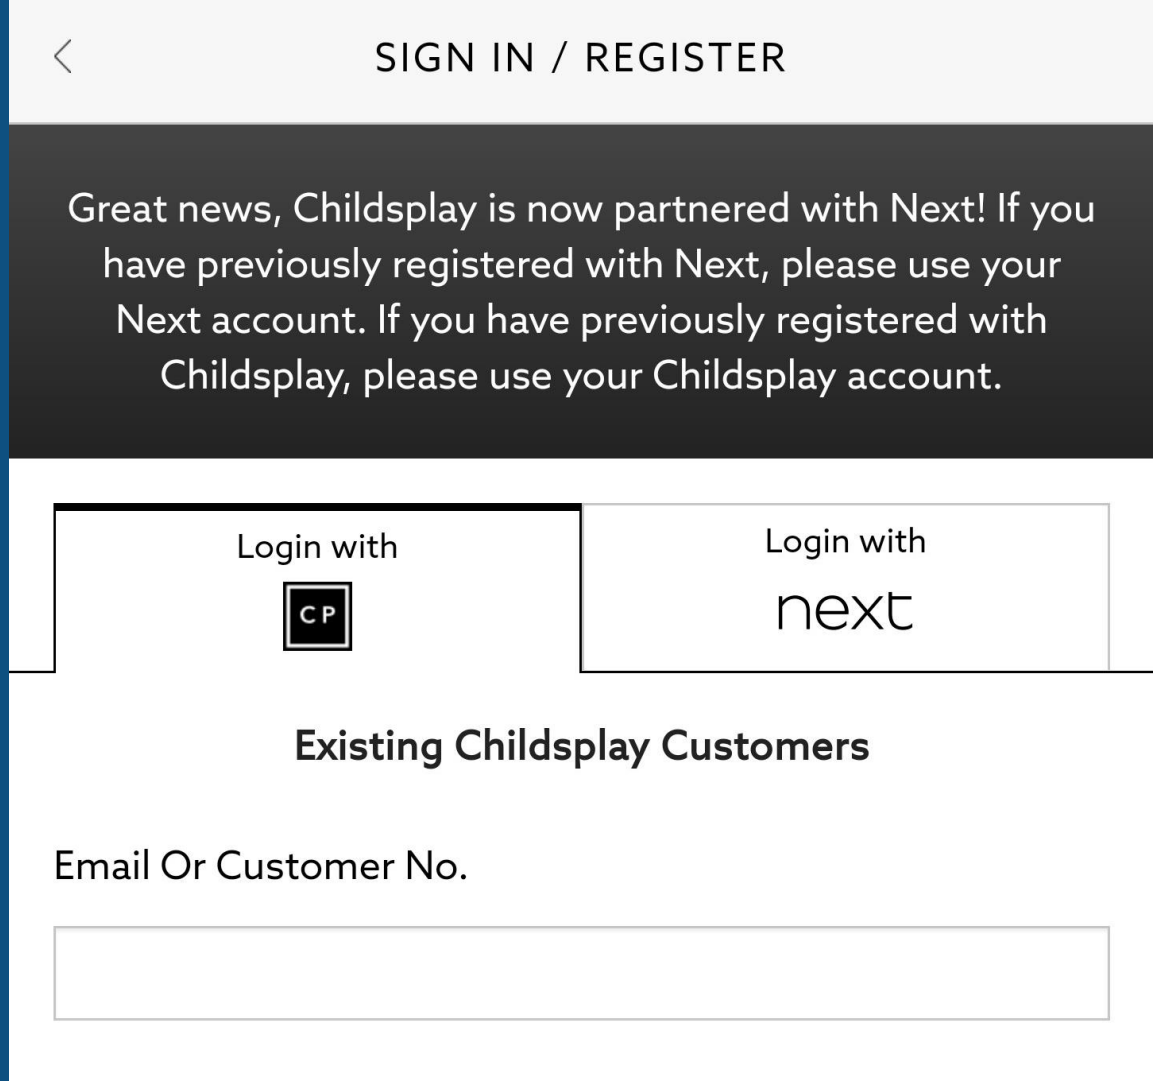 SIGN IN / REGISTER
Great news, Childsplay is now partnered with Next! If you
have previously registered with Next, please use your
Next account. If you have previously registered with
Childsplay, please use your Childsplay account.
Login with
CP
Login with
next
Existing Childsplay Customers
Email Or Customer No.